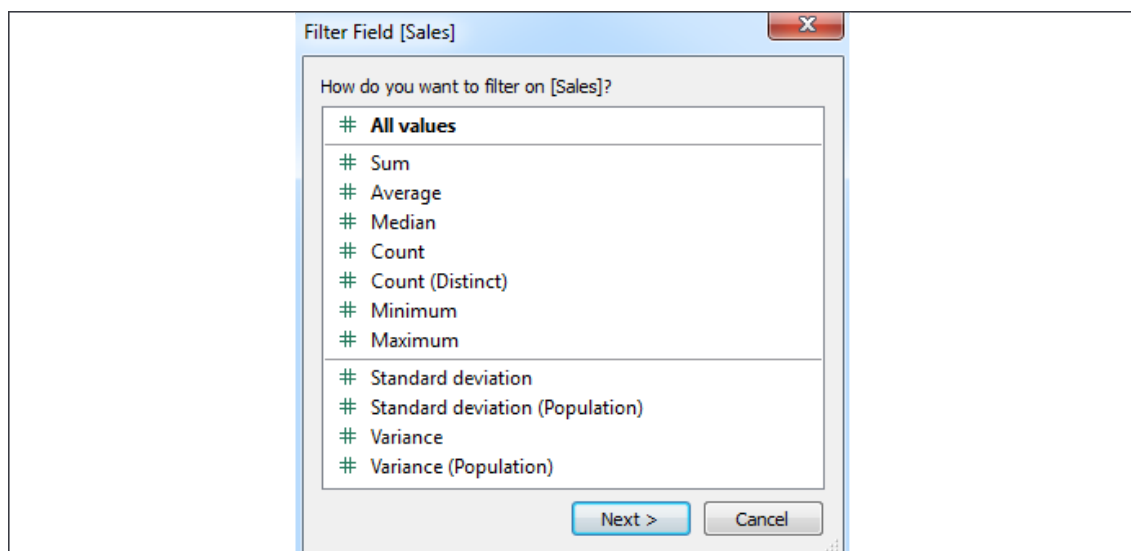 Filter Field [Sales]
How do you want to filter on [Sales]?
# All values
# Sum
# Average
# Median
# Count
# Count (Distinct)
# Minimum
# Maximum
# Standard deviation
# Standard deviation (Population)
# Variance
# Variance (Population)
Next > Cancel